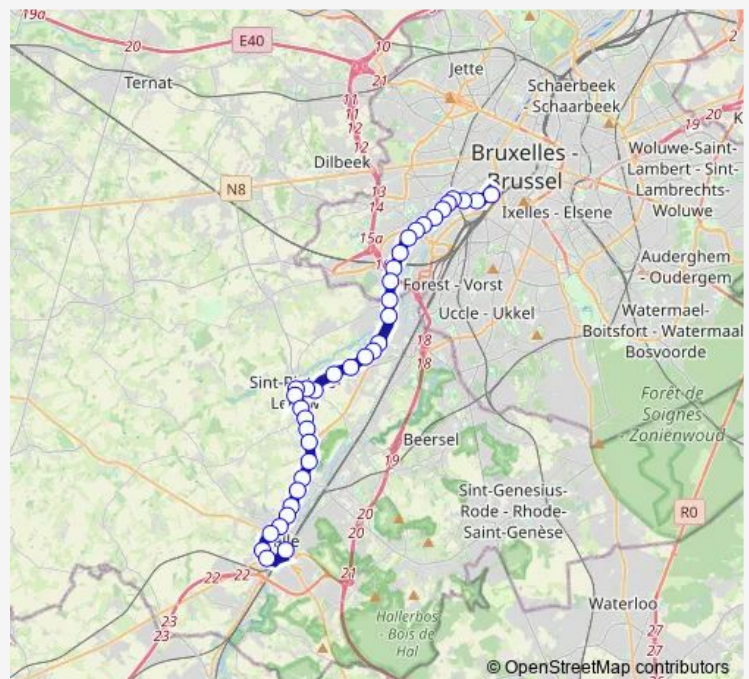 19a
20
E40
10
21
Ternat
Jette
Schaerbeek
- Schaarbeek
2
19 20
11
11
12
12
Dilbeek
Bruxelles -
Brussel
Woluwe-Saint-
Lambert - Sint-
Lambrechts-
Woluwe
N8
13
14
15a
Ixelles - Elsene
Auderghem
- Oudergem
Forest - Vorst
Uccle - Ukkel
Watermael-
Boitsfort - Watermaal
Bosvoorde
18
18
Forêt de
Soignes
- Zoniënwoud
Beersel
19
Sint-Genesius-
Rode - Rhode-
Saint-Genèse
R0
20
20
22 22
21
23
23
Hallerbos
- Bois de
Hal
Waterloo
27
27
26
© OpenStreetMap contributors